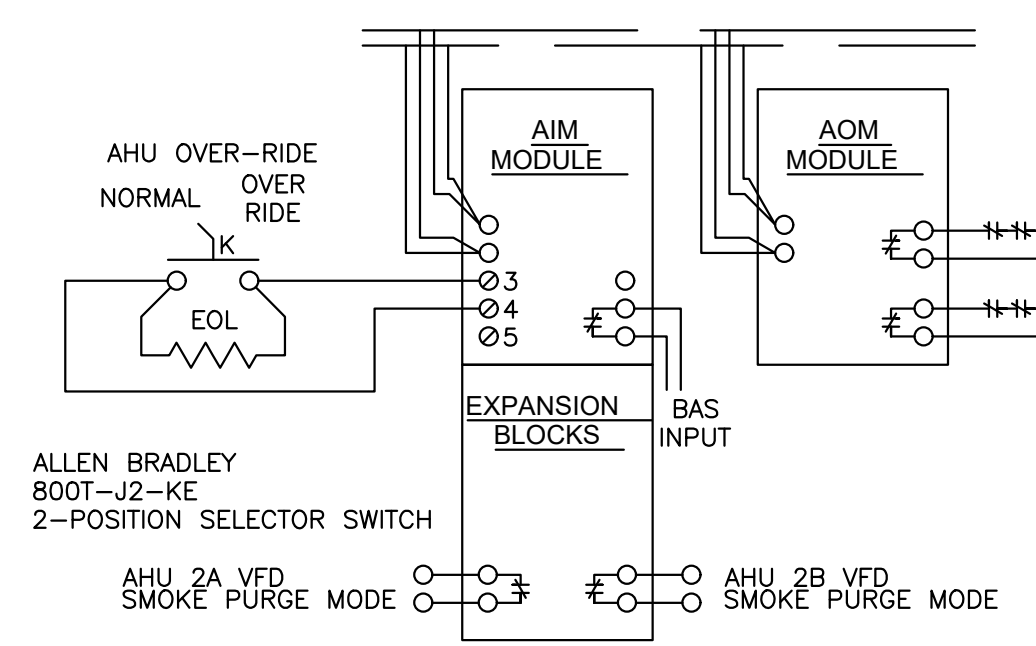 AIM
MODULE
AOM
MODULE
AHU OVER-RIDE
NORMAL
OVER
RIDE
K
EOL
3
4
5
EXPANSION
BLOCKS
BAS
INPUT
ALLEN BRADLEY
800T-J2-KE
2-POSITION SELECTOR SWITCH
AHU 2A VFD
SMOKE PURGE MODE
AHU 2B VFD
SMOKE PURGE MODE